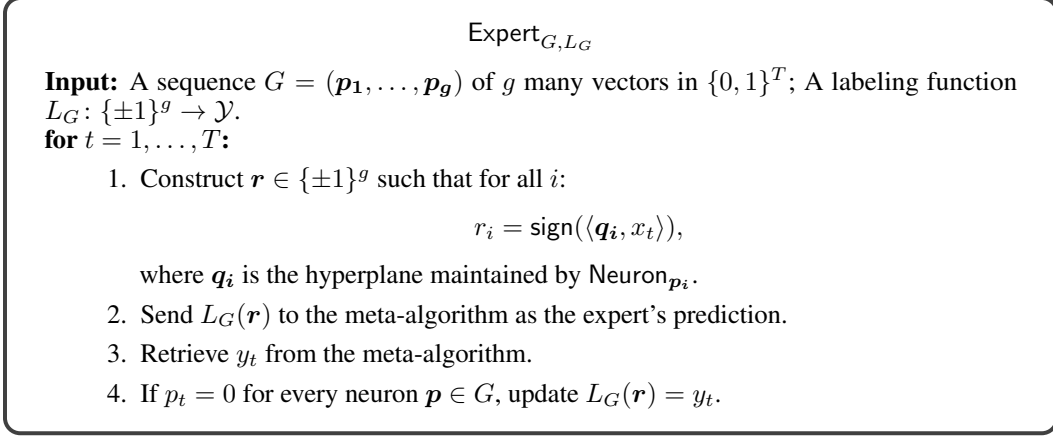 Expert_{G,L_G}
Input: A sequence G = (p_1, . . . , p_g) of g many vectors in {0, 1}^T; A labeling function
L_G : {±1}^g → 𝒴.
for t = 1, . . . , T:
1. Construct r ∈ {±1}^g such that for all i:
r_i = sign(⟨q_i, x_t⟩),
where q_i is the hyperplane maintained by Neuron_{p_i}.
2. Send L_G(r) to the meta-algorithm as the expert's prediction.
3. Retrieve y_t from the meta-algorithm.
4. If p_t = 0 for every neuron p ∈ G, update L_G(r) = y_t.